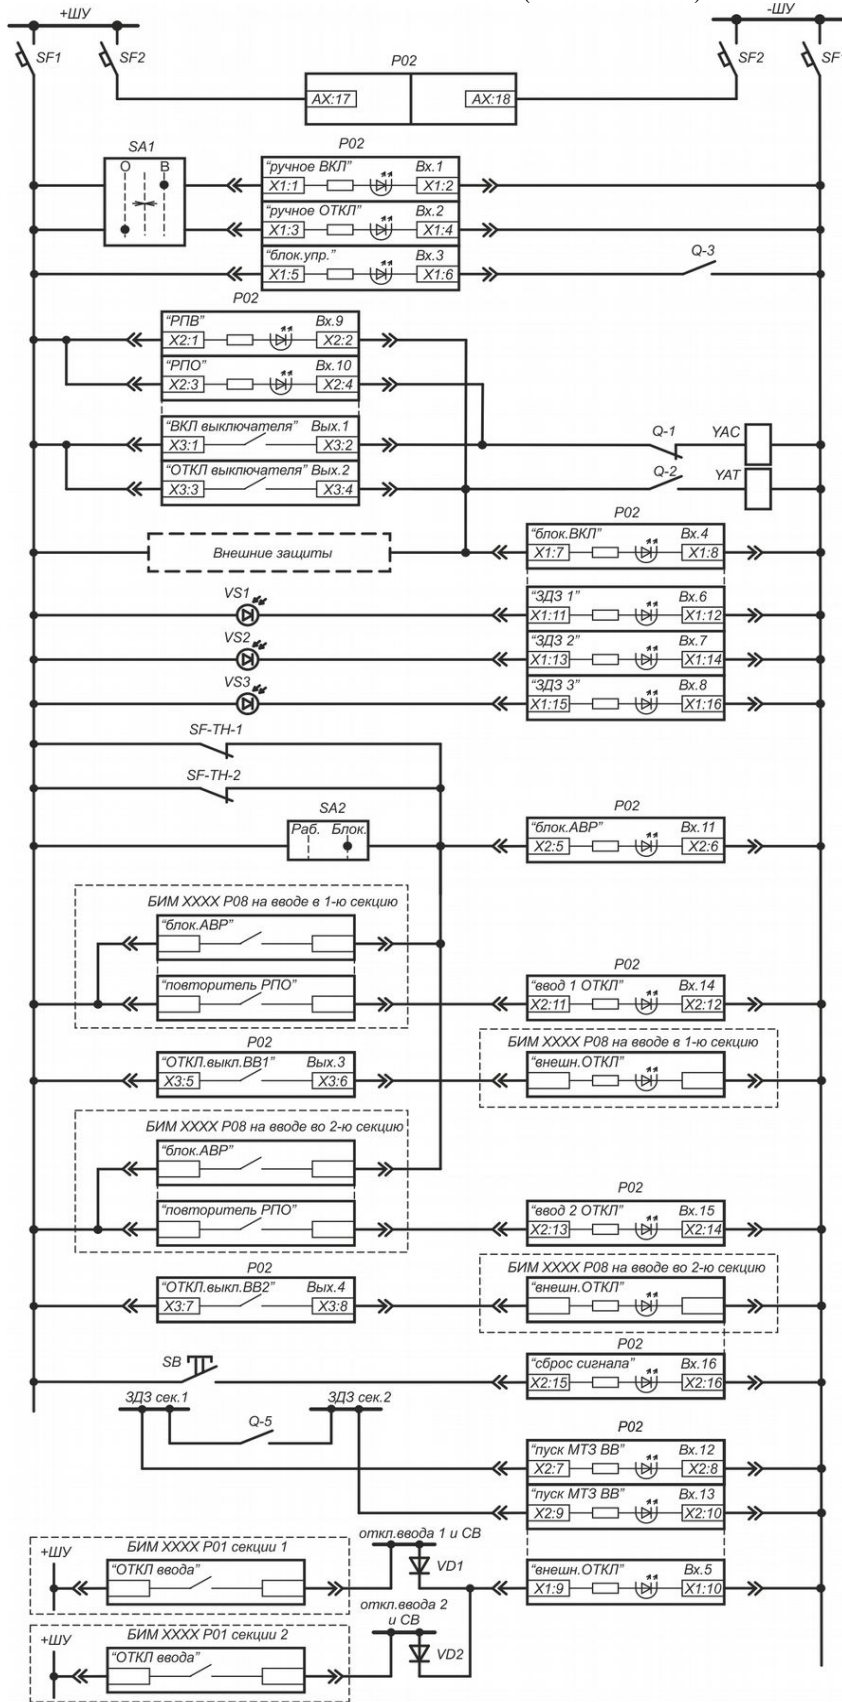 +ШУ
-ШУ
SF1
SF2
SF2
SF1
P02
AX:17
AX:18
SA1
O B
P02
"ручное ВКЛ" Вх.1
X1:1 X1:2
"ручное ОТКЛ" Вх.2
X1:3 X1:4
"блок.упр." Вх.3
X1:5 X1:6
Q-3
P02
"РПВ" Вх.9
X2:1 X2:2
"РПО" Вх.10
X2:3 X2:4
"ВКЛ выключателя" Вых.1
X3:1 X3:2
Q-1
YAC
"ОТКЛ выключателя" Вых.2
X3:3 X3:4
Q-2
YAT
P02
Внешние защиты
"блок.ВКЛ" Вх.4
X1:7 X1:8
VS1
"ЗДЗ 1" Вх.6
X1:11 X1:12
VS2
"ЗДЗ 2" Вх.7
X1:13 X1:14
VS3
"ЗДЗ 3" Вх.8
X1:15 X1:16
SF-TH-1
SF-TH-2
SA2
Раб. Блок.
P02
"блок.АВР" Вх.11
X2:5 X2:6
БИМ XXXX P08 на вводе в 1-ю секцию
"блок.АВР"
"повторитель РПО"
P02
"ввод 1 ОТКЛ" Вх.14
X2:11 X2:12
P02
"ОТКЛ.выкл.ВВ1" Вых.3
X3:5 X3:6
БИМ XXXX P08 на вводе в 1-ю секцию
"внешн.ОТКЛ"
БИМ XXXX P08 на вводе во 2-ю секцию
"блок.АВР"
"повторитель РПО"
P02
"ввод 2 ОТКЛ" Вх.15
X2:13 X2:14
P02
"ОТКЛ.выкл.ВВ2" Вых.4
X3:7 X3:8
БИМ XXXX P08 на вводе во 2-ю секцию
"внешн.ОТКЛ"
SB
P02
"сброс сигнала" Вх.16
X2:15 X2:16
ЗДЗ сек.1
ЗДЗ сек.2
Q-5
P02
"пуск МТЗ ВВ" Вх.12
X2:7 X2:8
"пуск МТЗ ВВ" Вх.13
X2:9 X2:10
+ШУ
БИМ XXXX P01 секции 1
"ОТКЛ ввода"
откл.ввода 1 и СВ
VD1
"внешн.ОТКЛ" Вх.5
X1:9 X1:10
откл.ввода 2
и СВ
+ШУ
БИМ XXXX P01 секции 2
"ОТКЛ ввода"
VD2